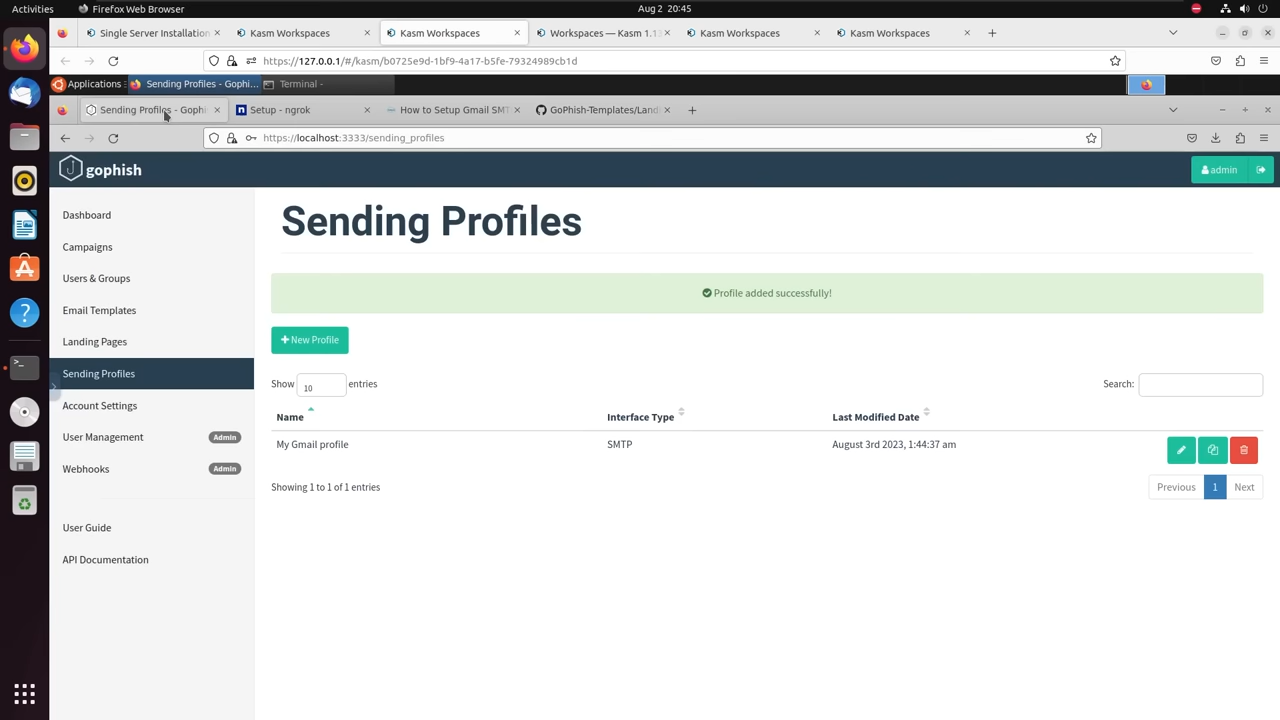 Activities
Firefox Web Browser
Aug 2 20:45
Single Server Installation
Kasm Workspaces
Kasm Workspaces
Workspaces — Kasm 1.1
Kasm Workspaces
Kasm Workspaces
https://127.0.0.1/#/kasm/b0725e9d-1bf9-4a17-b5fe-79324989cb1d
Applications
Sending Profiles - Gophi...
Terminal -
Sending Profiles - Gophi
Setup - ngrok
How to Setup Gmail SMT
GoPhish-Templates/Land
https://localhost:3333/sending_profiles
gophish
admin
Dashboard
Campaigns
Users & Groups
Email Templates
Landing Pages
Sending Profiles
Account Settings
User Management Admin
Webhooks Admin
User Guide
API Documentation
Sending Profiles
Profile added successfully!
New Profile
Show 10 entries
Search:
Name Interface Type Last Modified Date
My Gmail profile SMTP August 3rd 2023, 1:44:37 am
Showing 1 to 1 of 1 entries
Previous 1 Next